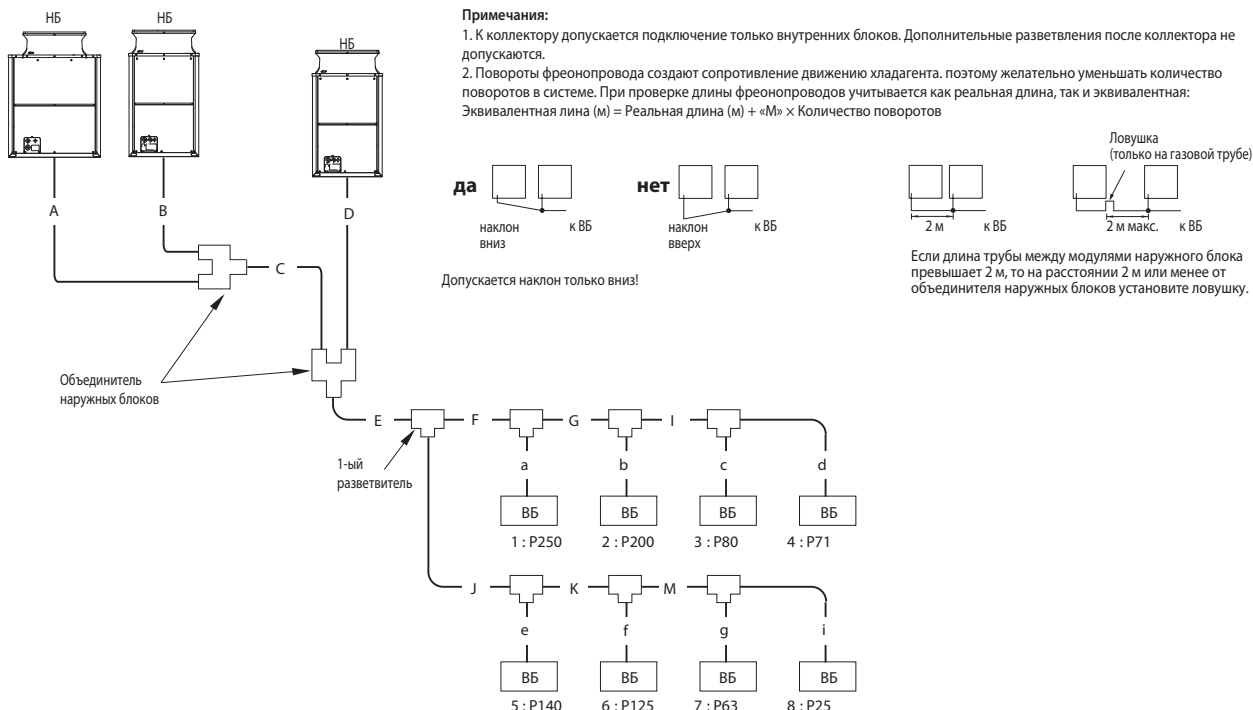 Примечания:
1. К коллектору допускается подключение только внутренних блоков. Дополнительные разветвления после коллектора не
допускаются.
2. Повороты фреонопровода создают сопротивление движению хладагента. поэтому желательно уменьшать количество
поворотов в системе. При проверке длины фреонопроводов учитывается как реальная длина, так и эквивалентная:
Эквивалентная лина (м) = Реальная длина (м) + «М» × Количество поворотов
НБ
НБ
НБ
A
B
D
C
да
наклон
вниз
к ВБ
нет
наклон
вверх
к ВБ
Допускается наклон только вниз!
2 м
к ВБ
Ловушка
(только на газовой трубе)
2 м макс.
к ВБ
Если длина трубы между модулями наружного блока
превышает 2 м, то на расстоянии 2 м или менее от
объединителя наружных блоков установите ловушку.
Объединитель
наружных блоков
E
F
G
I
1-ый
разветвитель
a
b
c
d
ВБ
ВБ
ВБ
ВБ
1 : P250
2 : P200
3 : P80
4 : P71
J
K
M
e
f
g
i
ВБ
ВБ
ВБ
ВБ
5 : P140
6 : P125
7 : P63
8 : P25